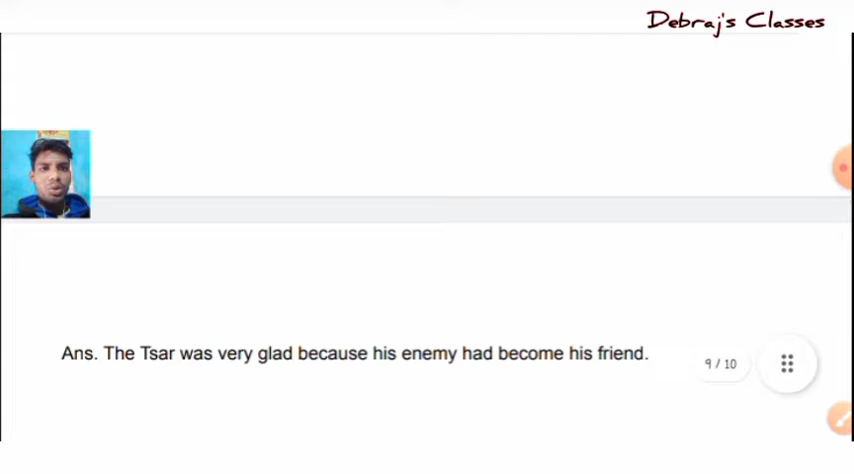 Debraj's Classes
Ans. The Tsar was very glad because his enemy had become his friend.
9 / 10